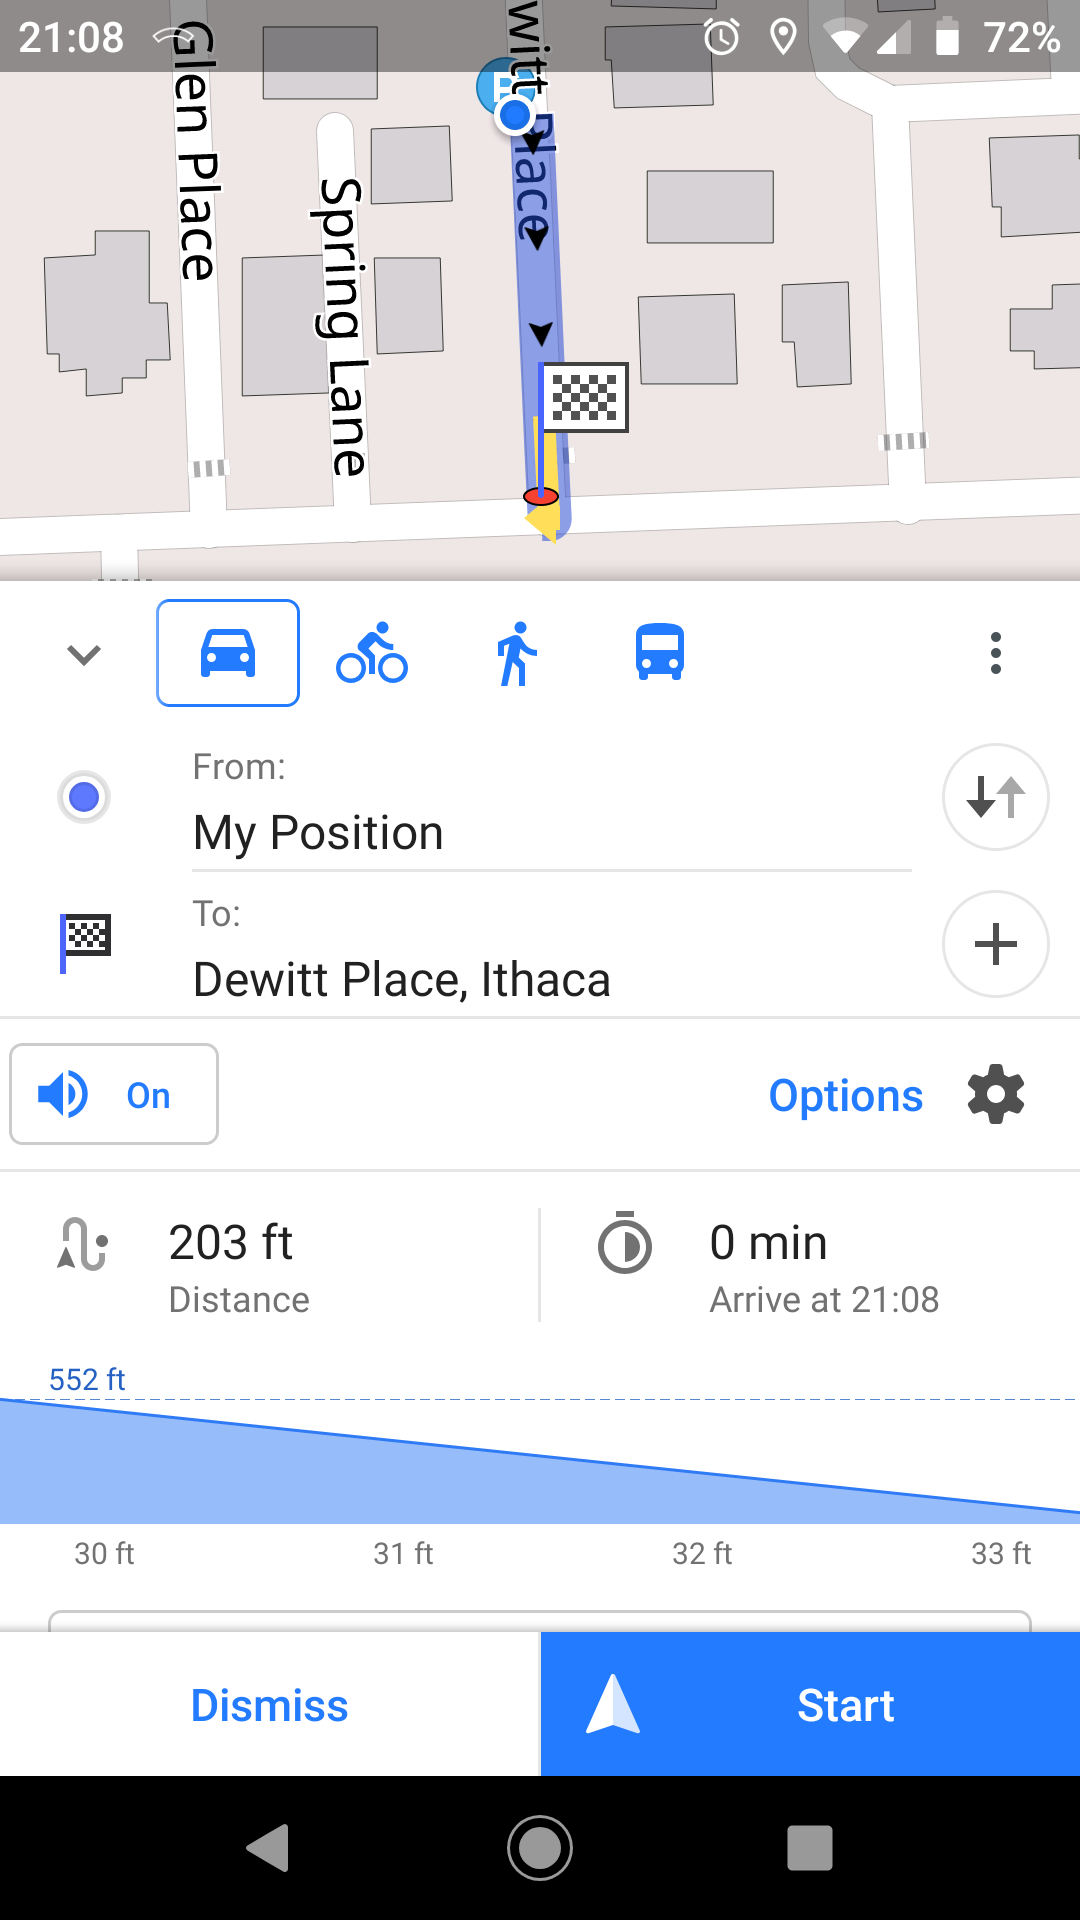 21:08
72%
Glen Place
Spring Lane
witt Place
From:
My Position
To:
Dewitt Place, Ithaca
On
Options
203 ft
Distance
0 min
Arrive at 21:08
552 ft
30 ft
31 ft
32 ft
33 ft
Dismiss
Start